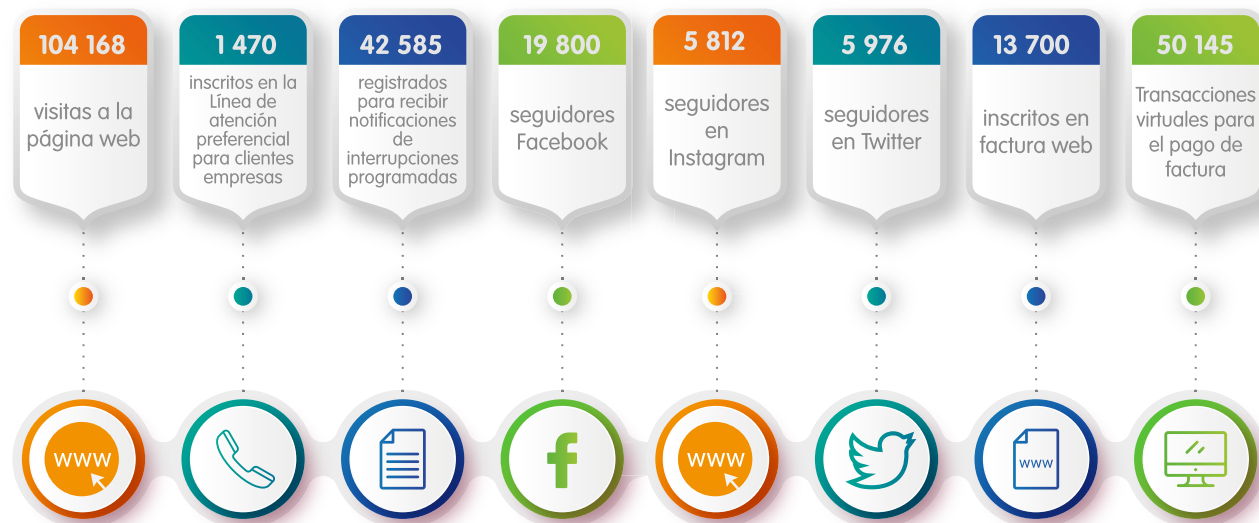 104 168
visitas a la
página web
1 470
inscritos en la
Línea de
atención
preferencial
para clientes
empresas
42 585
registrados
para recibir
notificaciones
de
interrupciones
programadas
19 800
seguidores
Facebook
5 812
seguidores
en
Instagram
5 976
seguidores
en Twitter
13 700
inscritos en
factura web
50 145
Transacciones
virtuales para
el pago de
factura
www
f
www
www